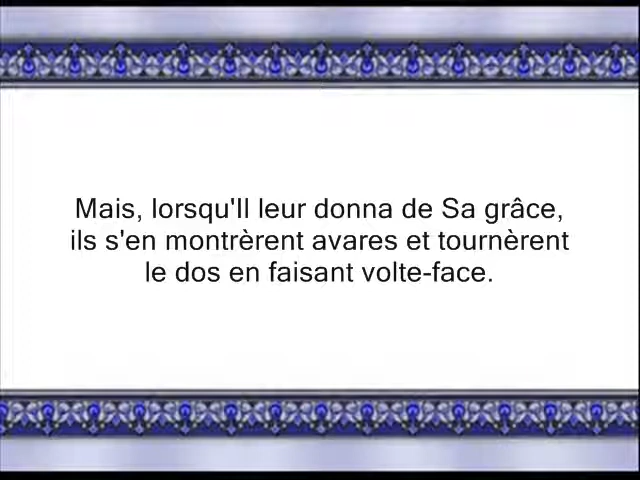 Mais, lorsqu'Il leur donna de Sa grâce,
ils s'en montrèrent avares et tournèrent
le dos en faisant volte-face.